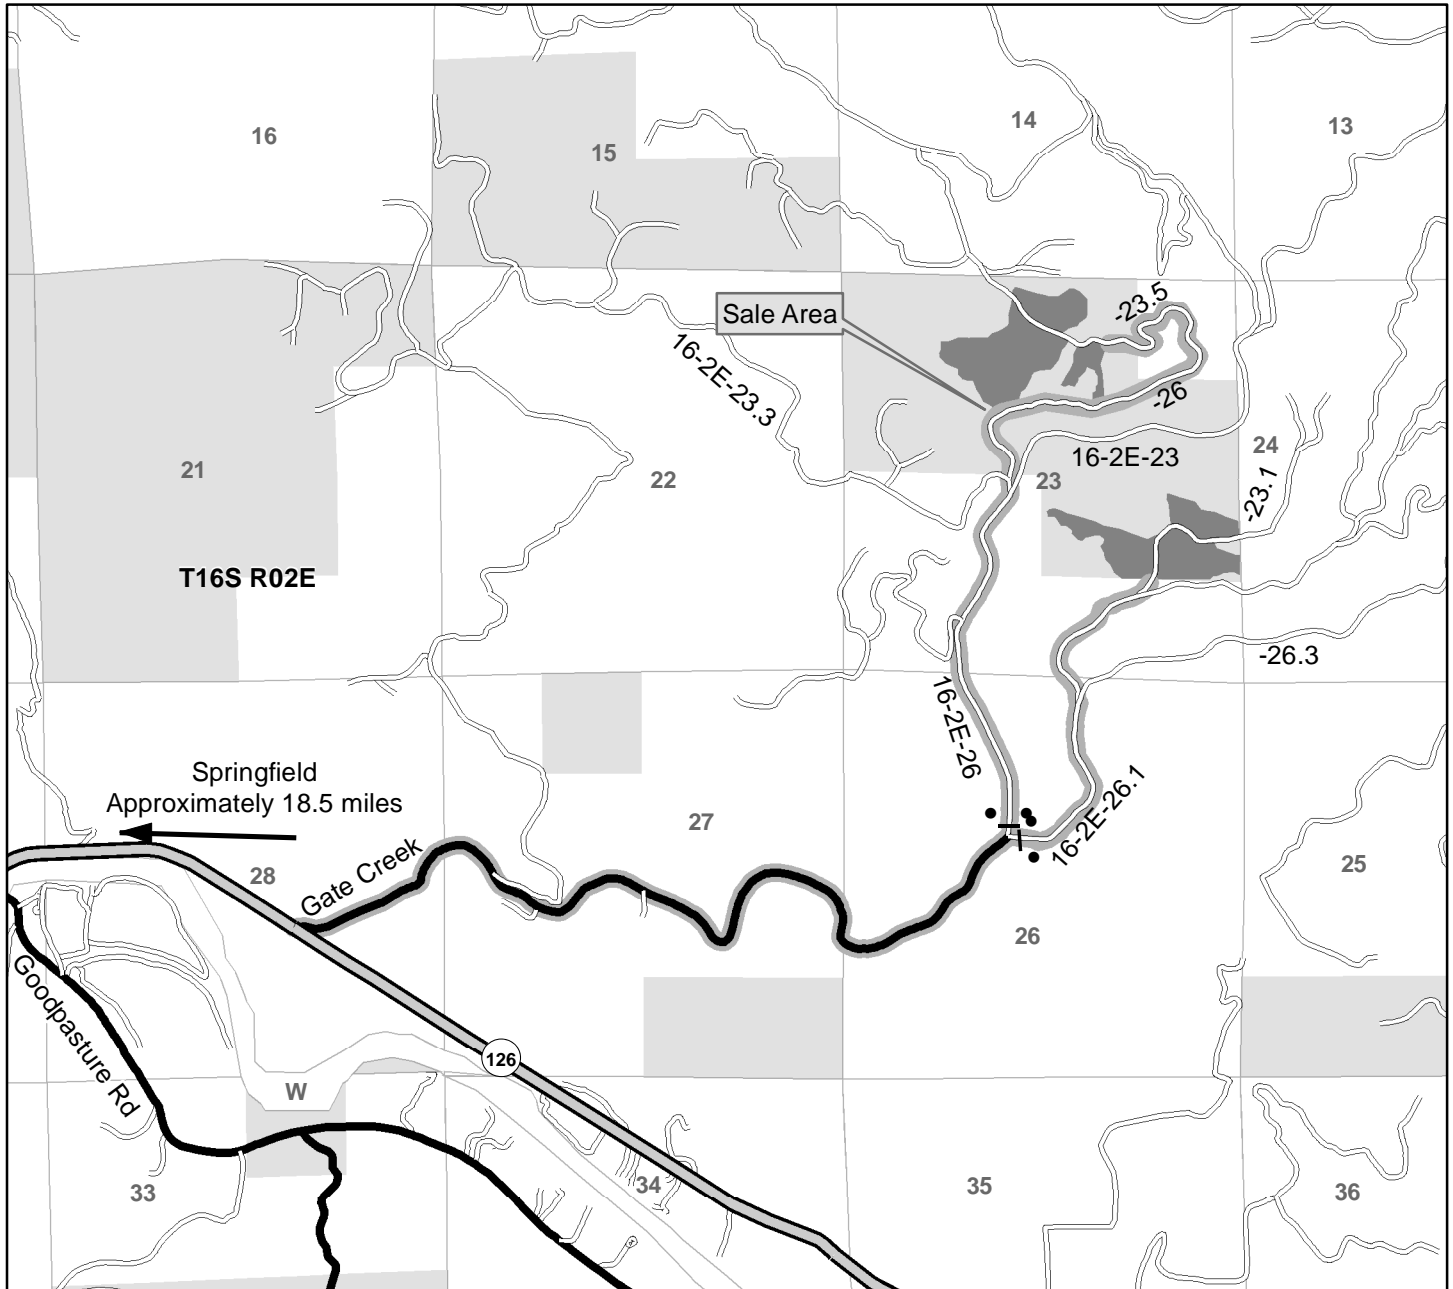 14
13
16
15
-23.5
Sale Area
16-2E-23.3
-26
24
16-2E-23
21
22
23
-23.1
T16S R02E
-26.3
16-2E-26
Springfield
Approximately 18.5 miles
16-2E-26.1
27
25
28
Gate Creek
26
Goodpasture Rd
126
W
33
34
35
36